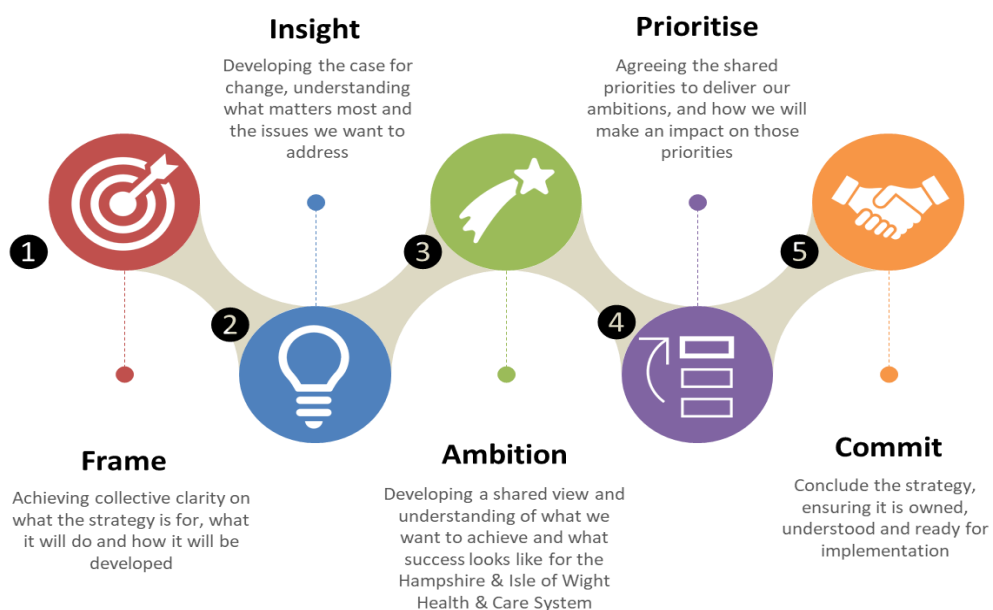 1
Frame
Achieving collective clarity on
what the strategy is for, what
it will do and how it will be
developed
2
Insight
Developing the case for
change, understanding
what matters most and
the issues we want to
address
3
Ambition
Developing a shared view and
understanding of what we
want to achieve and what
success looks like for the
Hampshire & Isle of Wight
Health & Care System
4
Prioritise
Agreeing the shared
priorities to deliver our
ambitions, and how we will
make an impact on those
priorities
5
Commit
Conclude the strategy,
ensuring it is owned,
understood and ready for
implementation